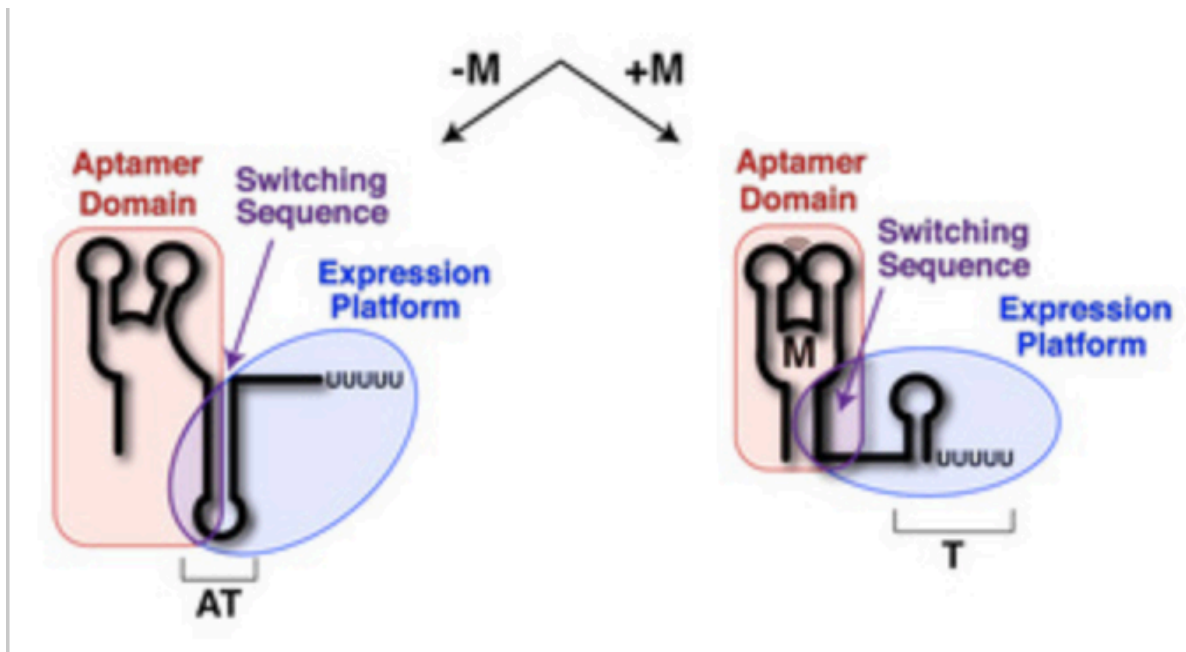 -M
+M
Aptamer
Domain
Switching
Sequence
Expression
Platform
UUUUU
AT
Aptamer
Domain
Switching
Sequence
Expression
Platform
M
UUUUU
T